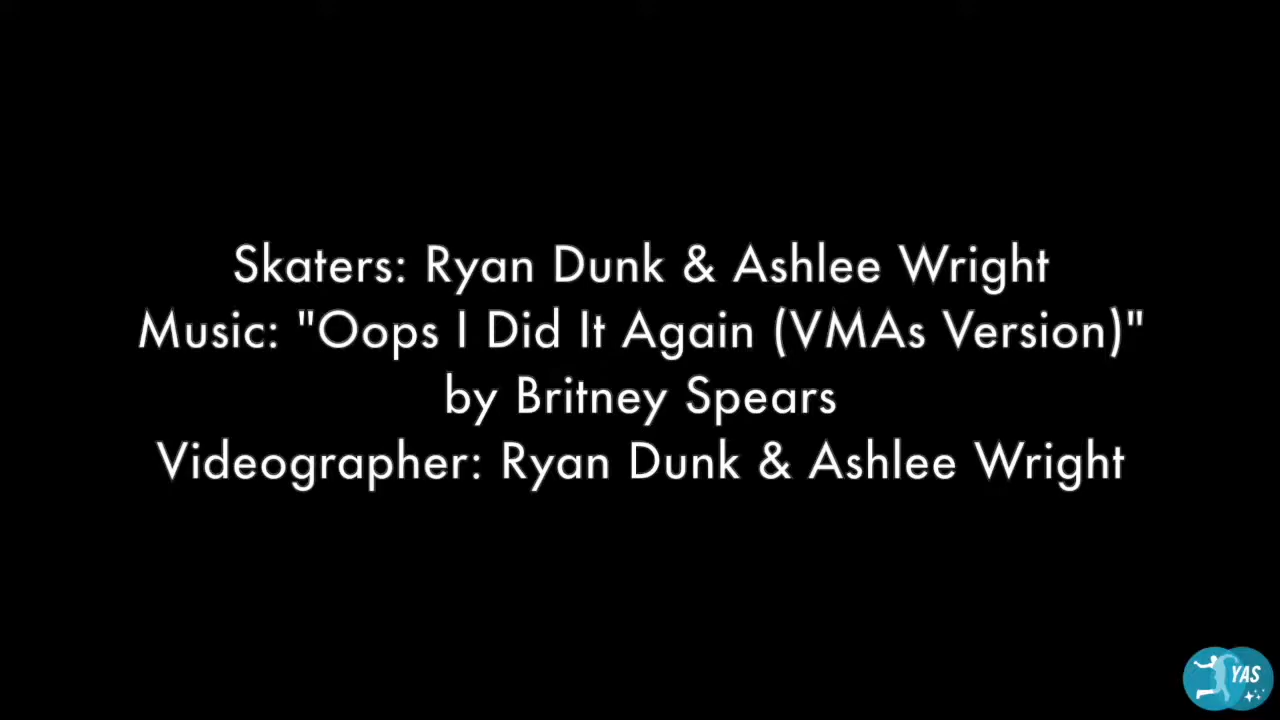 Skaters: Ryan Dunk & Ashlee Wright
Music: "Oops I Did It Again (VMAs Version)"
by Britney Spears
Videographer: Ryan Dunk & Ashlee Wright
YAS